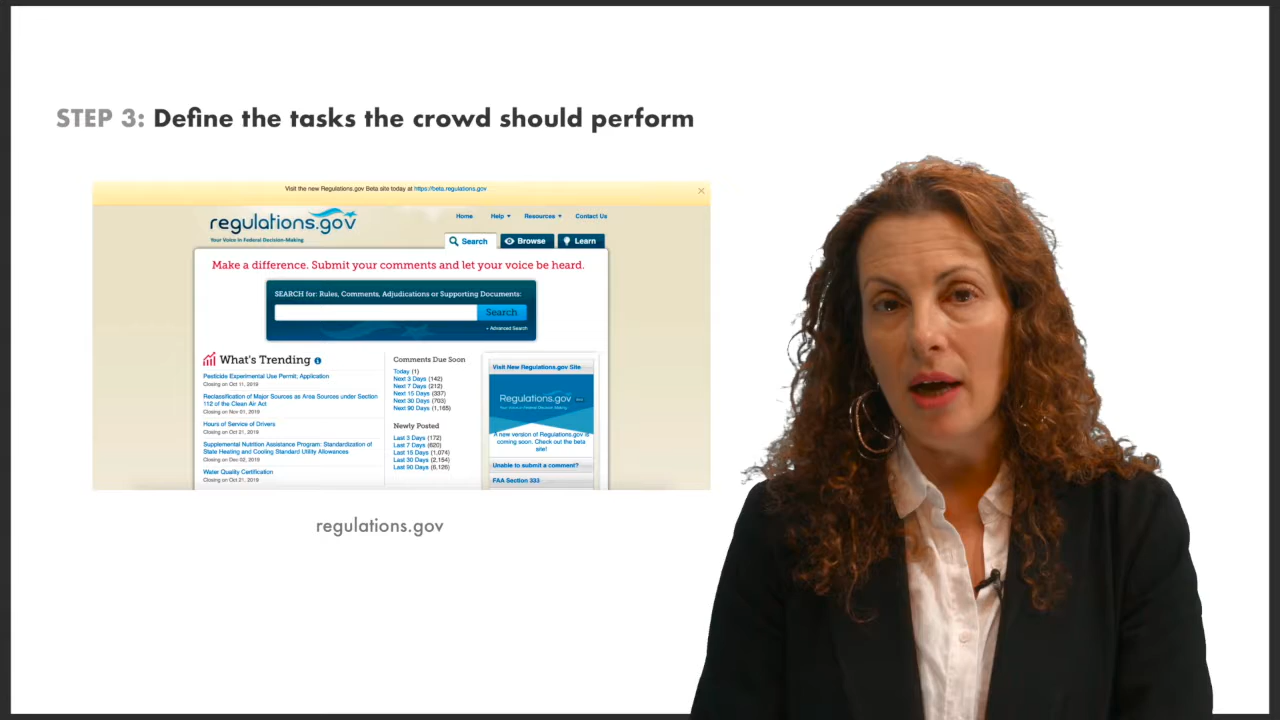 STEP 3: Define the tasks the crowd should perform
Visit the new Regulations.gov Beta site today at https://beta.regulations.gov
×
regulations.gov
Your Voice in Federal Decision-Making
Home Help Resources Contact Us
Search Browse Learn
Make a difference. Submit your comments and let your voice be heard.
SEARCH for: Rules, Comments, Adjudications or Supporting Documents:
Search
+ Advanced Search
What's Trending
Pesticide Experimental Use Permit; Application
Closing on Oct 11, 2019
Reclassification of Major Sources as Area Sources under Section
112 of the Clean Air Act
Closing on Nov 01, 2019
Hours of Service of Drivers
Closing on Oct 21, 2019
Supplemental Nutrition Assistance Program: Standardization of
State Heating and Cooling Standard Utility Allowances
Closing on Dec 02, 2019
Water Quality Certification
Closing on Oct 21, 2019
Comments Due Soon
Today (1)
Next 3 Days (142)
Next 7 Days (212)
Next 15 Days (337)
Next 30 Days (703)
Next 90 Days (1,165)
Newly Posted
Last 3 Days (172)
Last 7 Days (620)
Last 15 Days (1,074)
Last 30 Days (2,154)
Last 90 Days (6,126)
Visit New Regulations.gov Site
Regulations.gov
Your Voice in Federal Decision Making
A new version of Regulations.gov is
coming soon. Check out the beta
site!
Unable to submit a comment?
FAA Section 333
regulations.gov